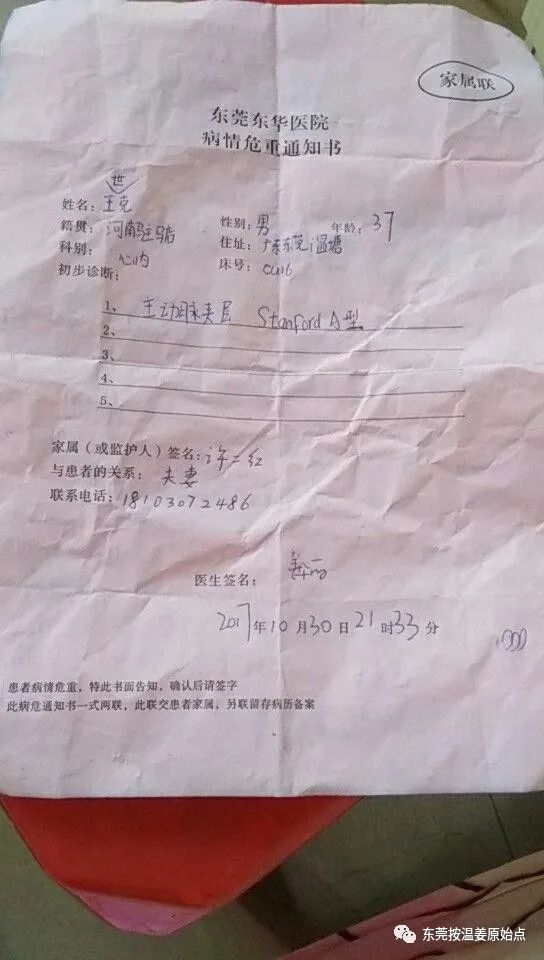 家属联
东莞东华医院
病情危重通知书
世
姓名：王克
籍贯：河南驻马店 性别：男 年龄：37
科别：心内 住址：广东东莞温塘
初步诊断： 床号：cu16
1、主动脉夹层 Stanford A型
2、
3、
4、
5、
家属（或监护人）签名：许二红
与患者的关系：夫妻
联系电话：18103072486
医生签名：
2017年10月30日21时33分
患者病情危重，特此书面告知，确认后请签字
此病危通知书一式两联，此联交患者家属，另联留存病历备案
东莞按温姜原始点